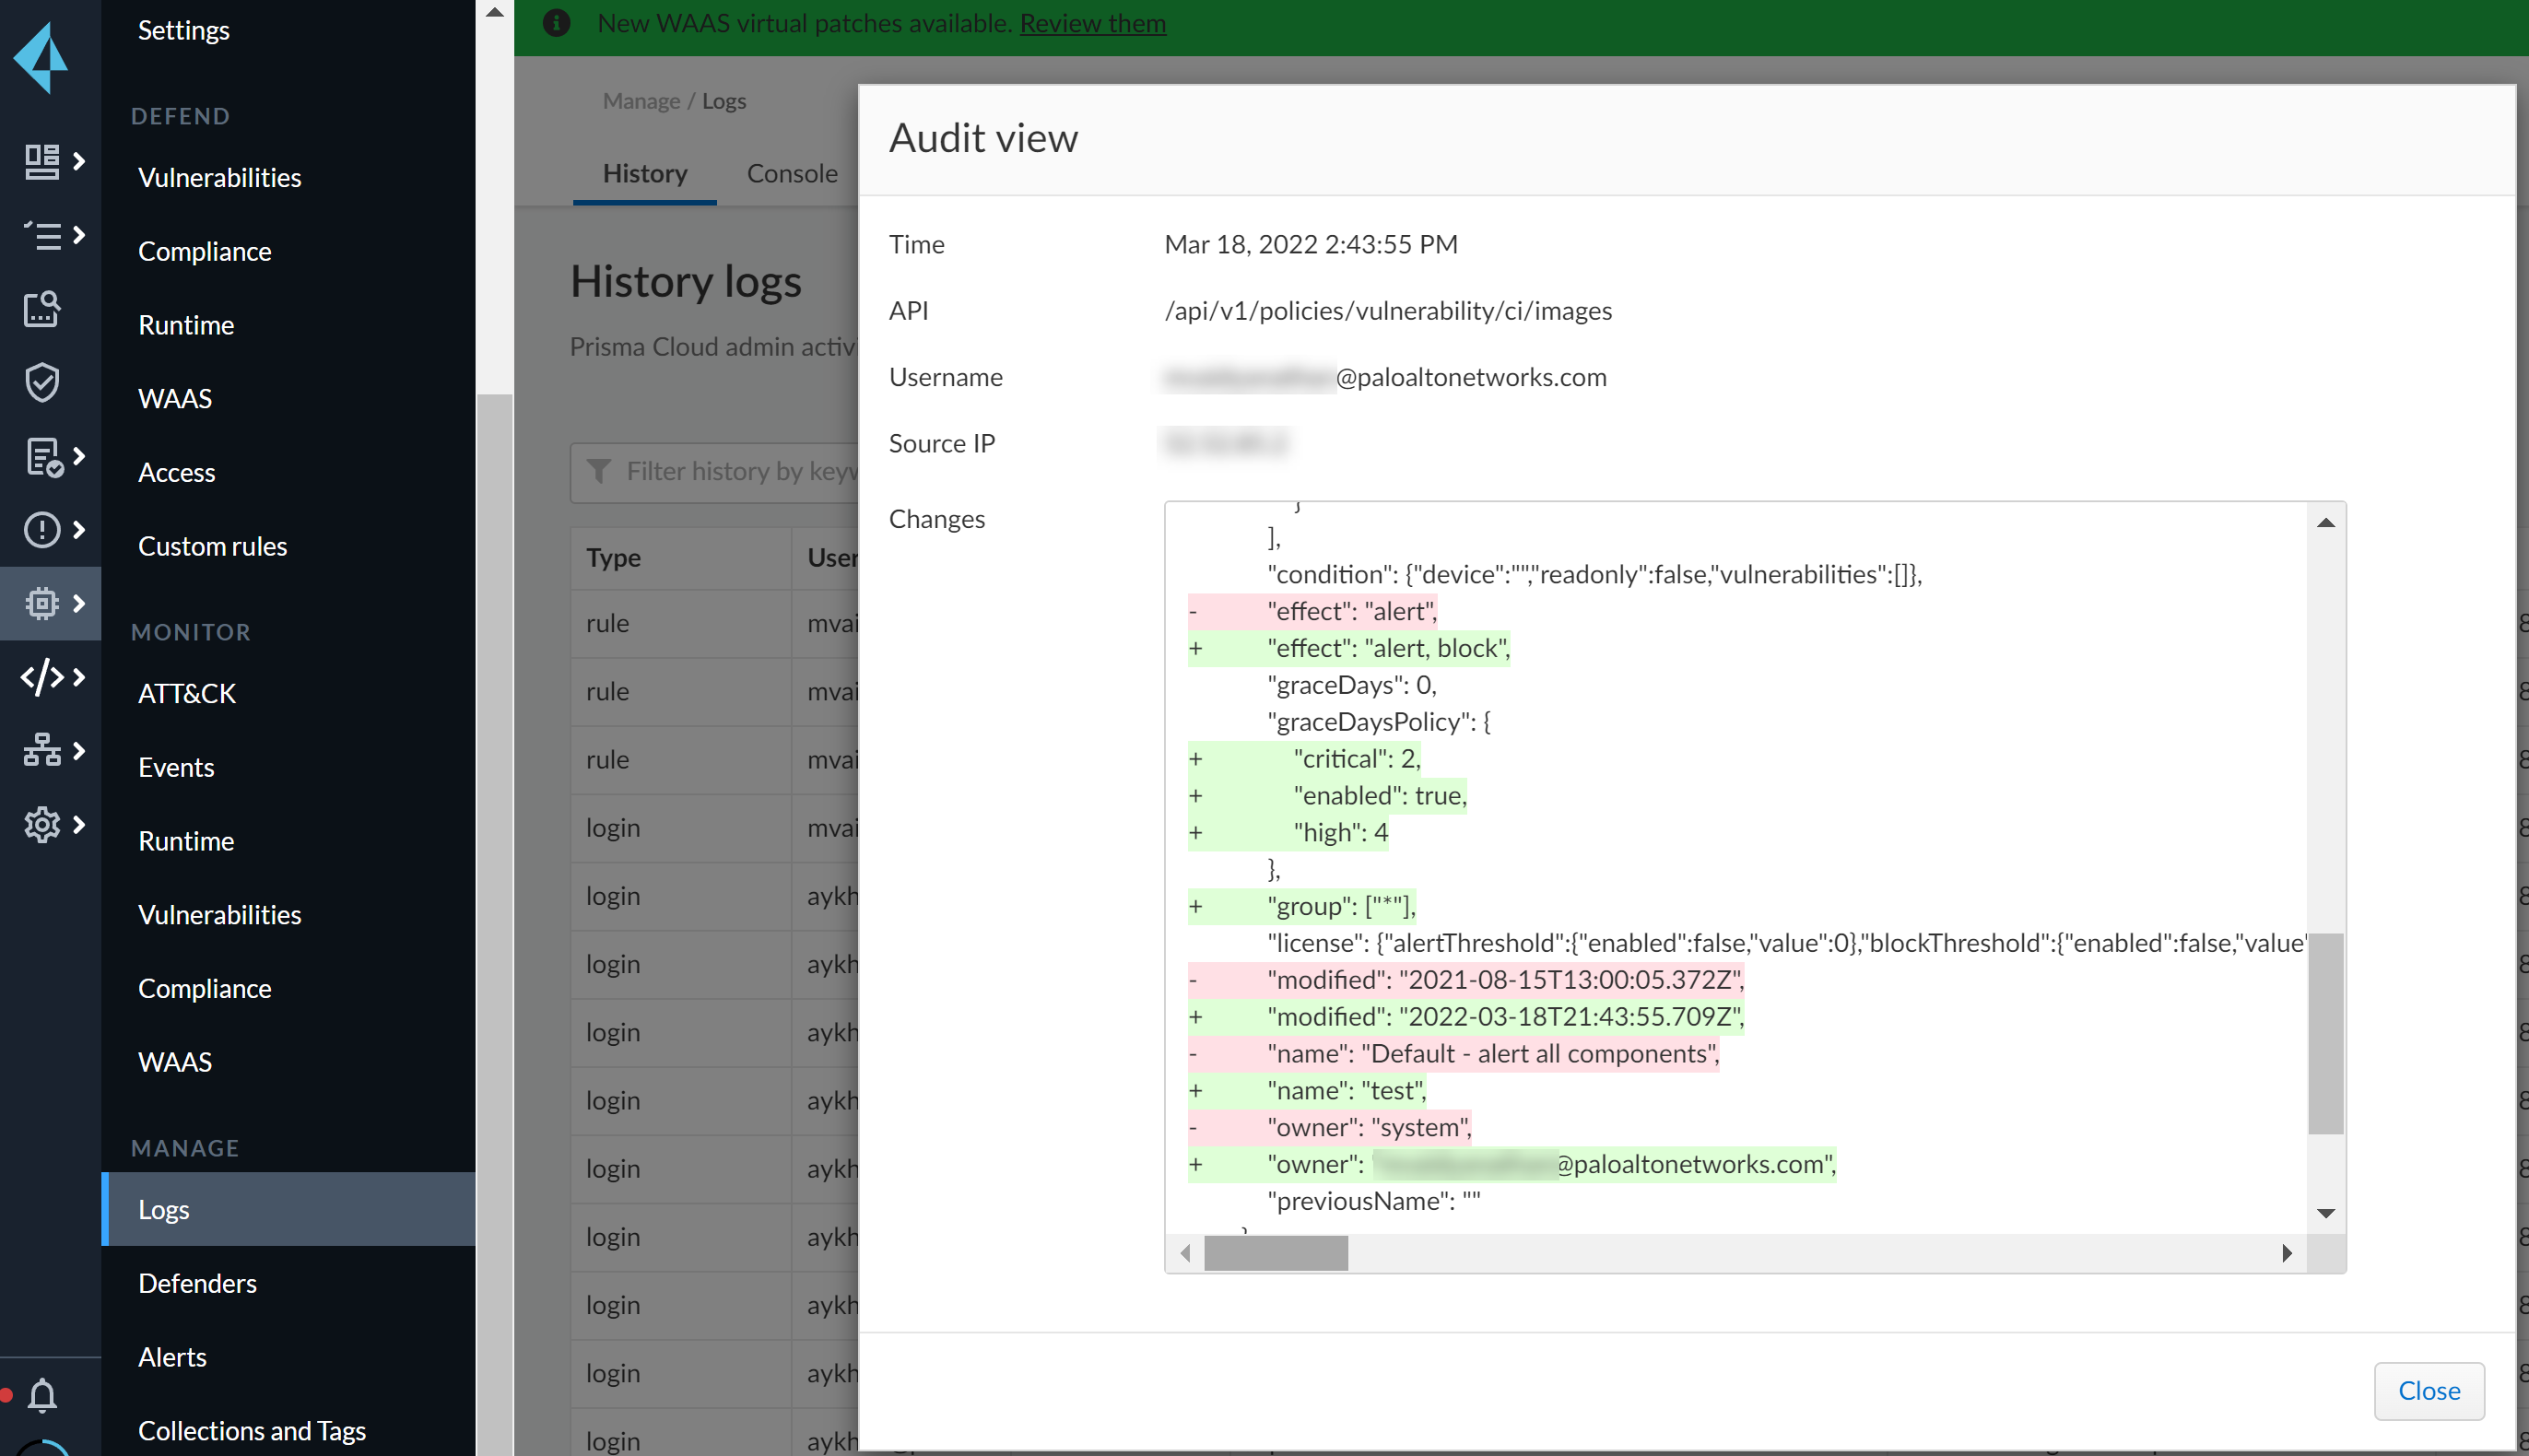 Settings
DEFEND
Vulnerabilities
Compliance
Runtime
WAAS
Access
Custom rules
MONITOR
ATT&CK
Events
Runtime
Vulnerabilities
Compliance
WAAS
MANAGE
Logs
Defenders
Alerts
Collections and Tags
New WAAS virtual patches available. Review them
Manage / Logs
History Console
History logs
Prisma Cloud admin activi
Filter history by keyw
Type User
rule mvai
rule mvai
rule mvai
login mvai
login aykh
login aykh
login aykh
login aykh
login aykh
login aykh
login aykh
login aykh
login aykh
Audit view
Time Mar 18, 2022 2:43:55 PM
API /api/v1/policies/vulnerability/ci/images
Username @paloaltonetworks.com
Source IP
Changes
}
],
"condition": {"device":"","readonly":false,"vulnerabilities":[]},
- "effect": "alert",
+ "effect": "alert, block",
"graceDays": 0,
"graceDaysPolicy": {
+ "critical": 2,
+ "enabled": true,
+ "high": 4
},
+ "group": ["*"],
"license": {"alertThreshold":{"enabled":false,"value":0},"blockThreshold":{"enabled":false,"value"
- "modified": "2021-08-15T13:00:05.372Z",
+ "modified": "2022-03-18T21:43:55.709Z",
- "name": "Default - alert all components",
+ "name": "test",
- "owner": "system",
+ "owner": "@paloaltonetworks.com",
"previousName": ""
}
Close